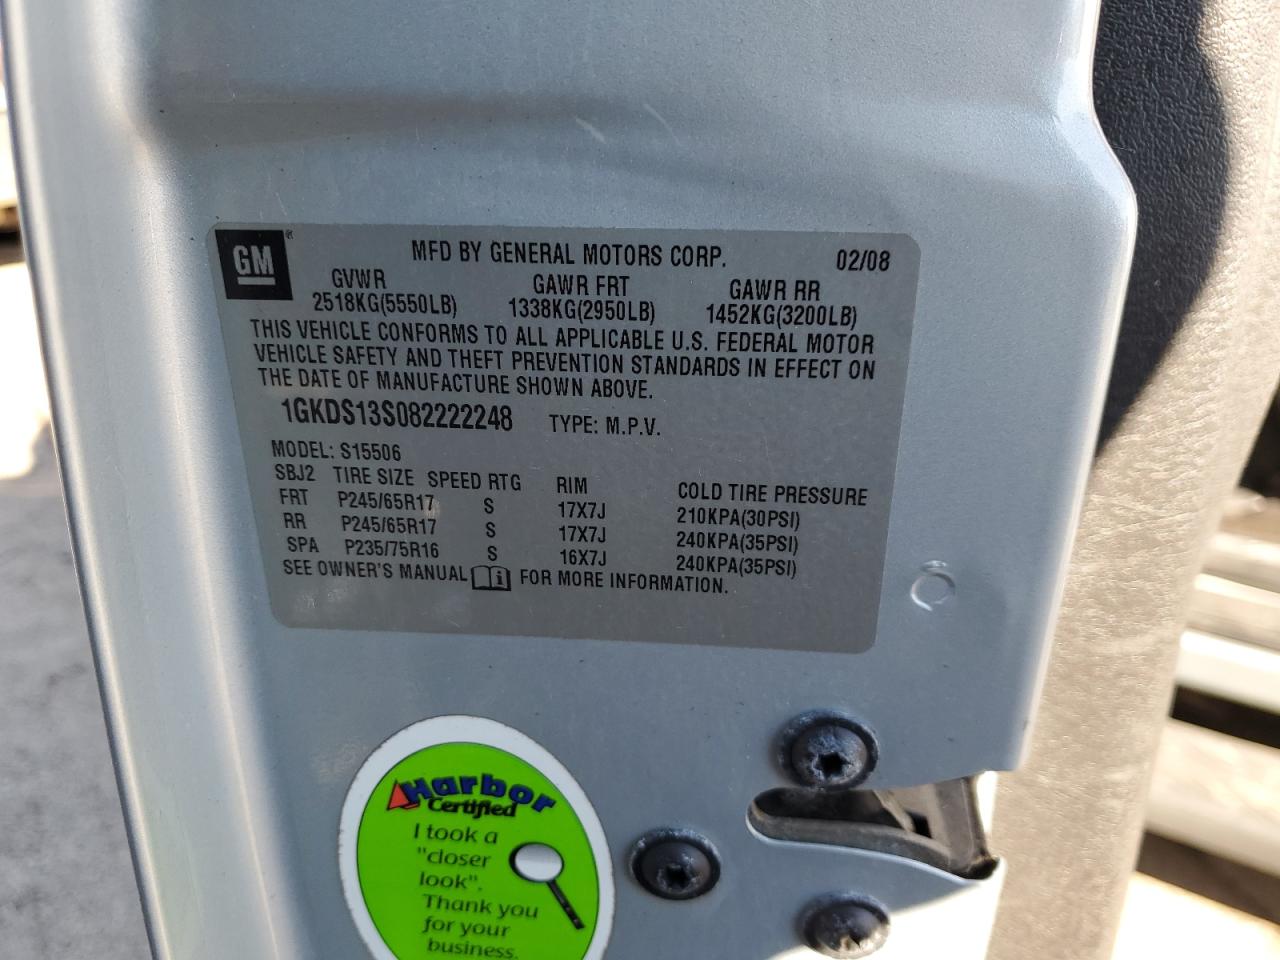 GM ® MFD BY GENERAL MOTORS CORP. 02/08
GVWR GAWR FRT GAWR RR
2518KG(5550LB) 1338KG(2950LB) 1452KG(3200LB)
THIS VEHICLE CONFORMS TO ALL APPLICABLE U.S. FEDERAL MOTOR
VEHICLE SAFETY AND THEFT PREVENTION STANDARDS IN EFFECT ON
THE DATE OF MANUFACTURE SHOWN ABOVE.
1GKDS13S082222248 TYPE: M.P.V.
MODEL: S15506
SBJ2 TIRE SIZE SPEED RTG RIM COLD TIRE PRESSURE
FRT P245/65R17 S 17X7J 210KPA(30PSI)
RR P245/65R17 S 17X7J 240KPA(35PSI)
SPA P235/75R16 S 16X7J 240KPA(35PSI)
SEE OWNER'S MANUAL i FOR MORE INFORMATION.
Harbor
Certified
I took a
"closer
look".
Thank you
for your
business.